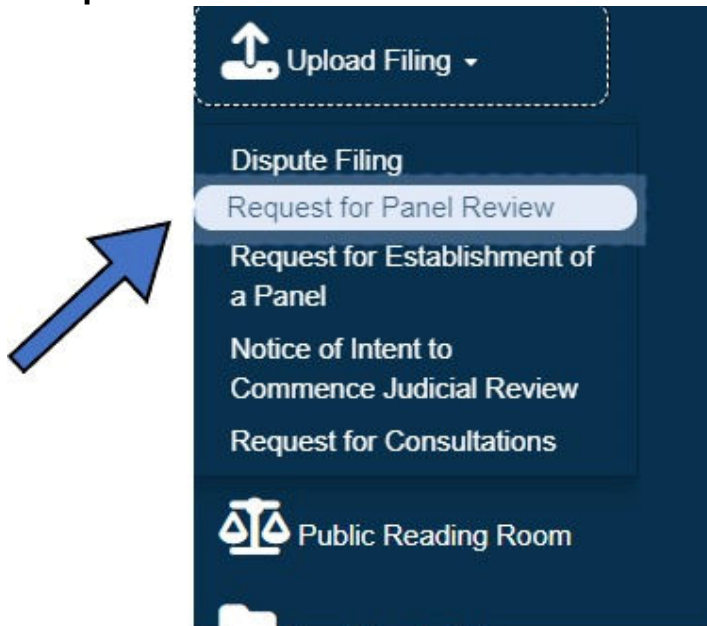 Upload Filing
Dispute Filing
Request for Panel Review
Request for Establishment of
a Panel
Notice of Intent to
Commence Judicial Review
Request for Consultations
Public Reading Room